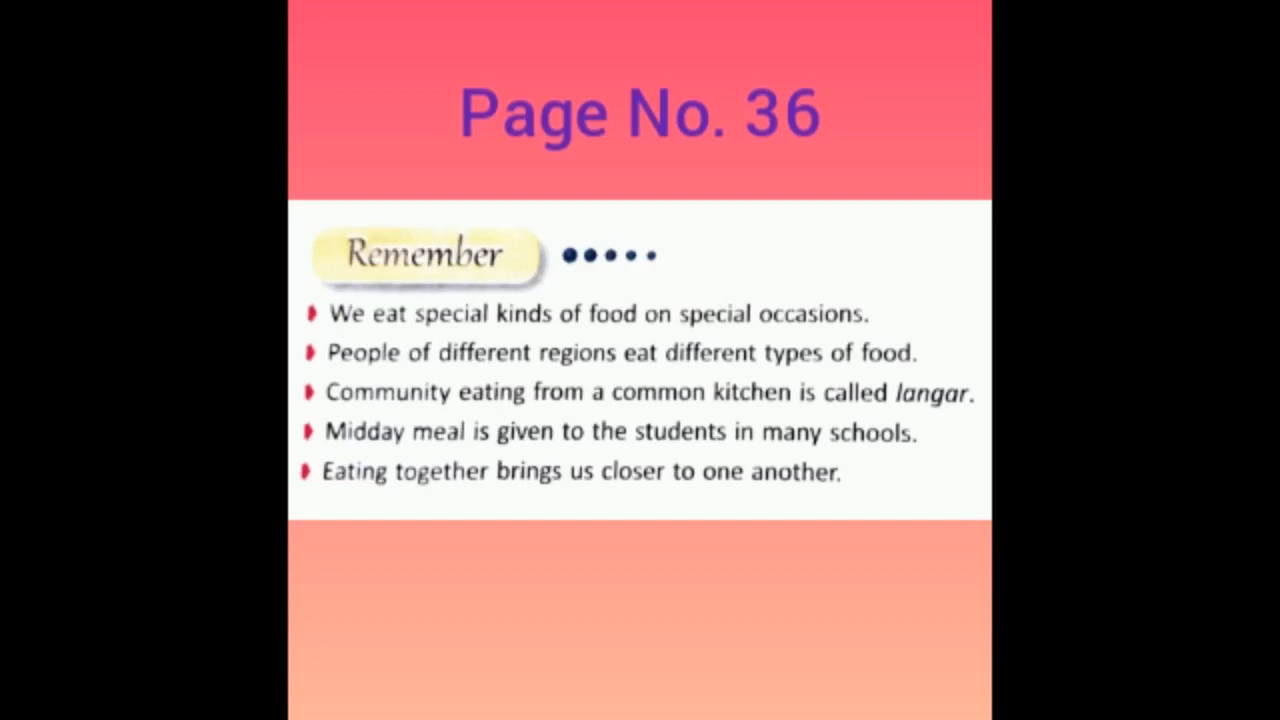 Page No. 36
Remember
We eat special kinds of food on special occasions.
People of different regions eat different types of food.
Community eating from a common kitchen is called langar.
Midday meal is given to the students in many schools.
Eating together brings us closer to one another.